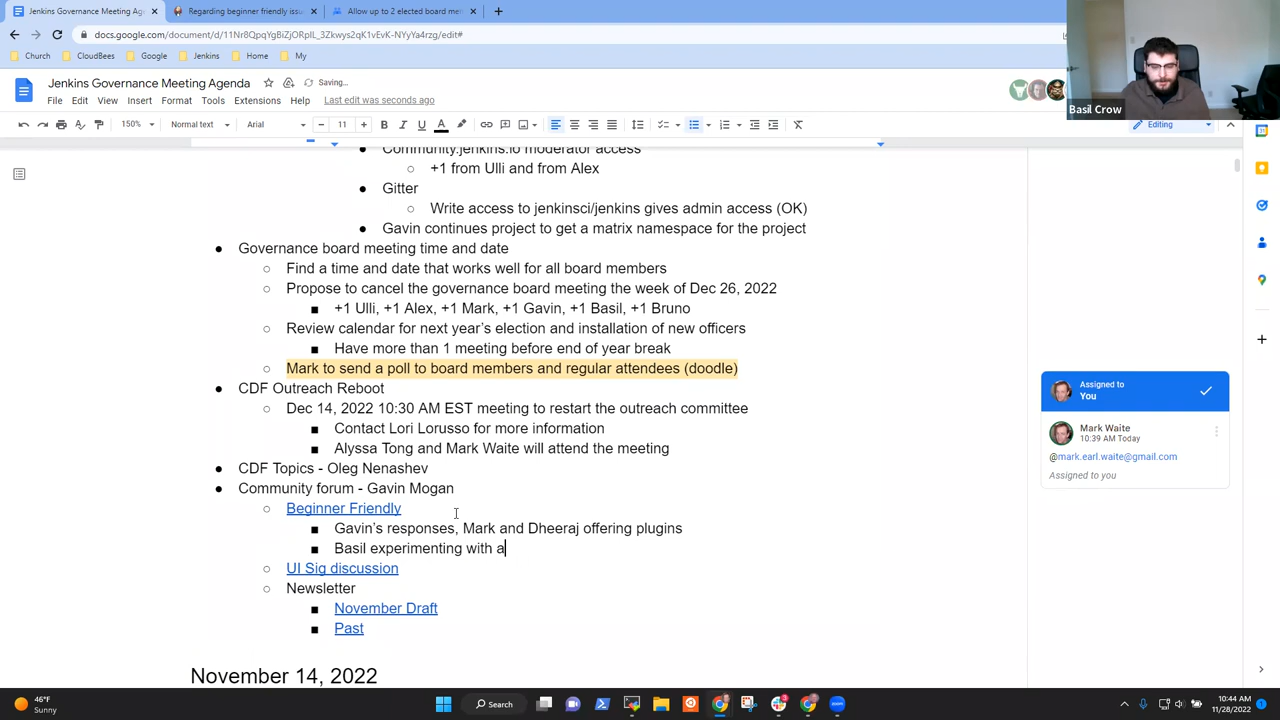 Jenkins Governance Meeting Agenda
Regarding beginner friendly issu
Allow up to 2 elected board mem
docs.google.com/document/d/11Nr8QpqYgBiZjORpIL_3Zkwys2qK1vEvK-NYyYa4rzg/edit#
Church
CloudBees
Google
Jenkins
Home
My
Jenkins Governance Meeting Agenda
Saving...
File Edit View Insert Format Tools Extensions Help Last edit was seconds ago
Basil Crow
150% Normal text Arial 11 Editing
Community.jenkins.io moderator access
+1 from Ulli and from Alex
Gitter
Write access to jenkinsci/jenkins gives admin access (OK)
Gavin continues project to get a matrix namespace for the project
Governance board meeting time and date
Find a time and date that works well for all board members
Propose to cancel the governance board meeting the week of Dec 26, 2022
+1 Ulli, +1 Alex, +1 Mark, +1 Gavin, +1 Basil, +1 Bruno
Review calendar for next year's election and installation of new officers
Have more than 1 meeting before end of year break
Mark to send a poll to board members and regular attendees (doodle)
CDF Outreach Reboot
Dec 14, 2022 10:30 AM EST meeting to restart the outreach committee
Contact Lori Lorusso for more information
Alyssa Tong and Mark Waite will attend the meeting
CDF Topics - Oleg Nenashev
Community forum - Gavin Mogan
Beginner Friendly
Gavin's responses, Mark and Dheeraj offering plugins
Basil experimenting with a
UI Sig discussion
Newsletter
November Draft
Past
November 14, 2022
Assigned to
You
Mark Waite
10:39 AM Today
@mark.earl.waite@gmail.com
Assigned to you
46°F
Sunny
Search
10:44 AM
11/28/2022